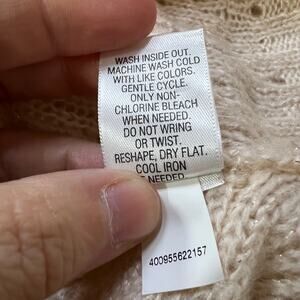 WASH INSIDE OUT.
MACHINE WASH COLD
WITH LIKE COLORS.
GENTLE CYCLE.
ONLY NON-
CHLORINE BLEACH
WHEN NEEDED.
DO NOT WRING
OR TWIST.
RESHAPE, DRY FLAT.
COOL IRON
NEEDED.
400955622157